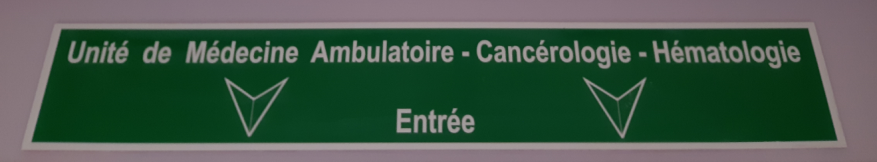 Unité de Médecine Ambulatoire - Cancérologie - Hématologie
Entrée